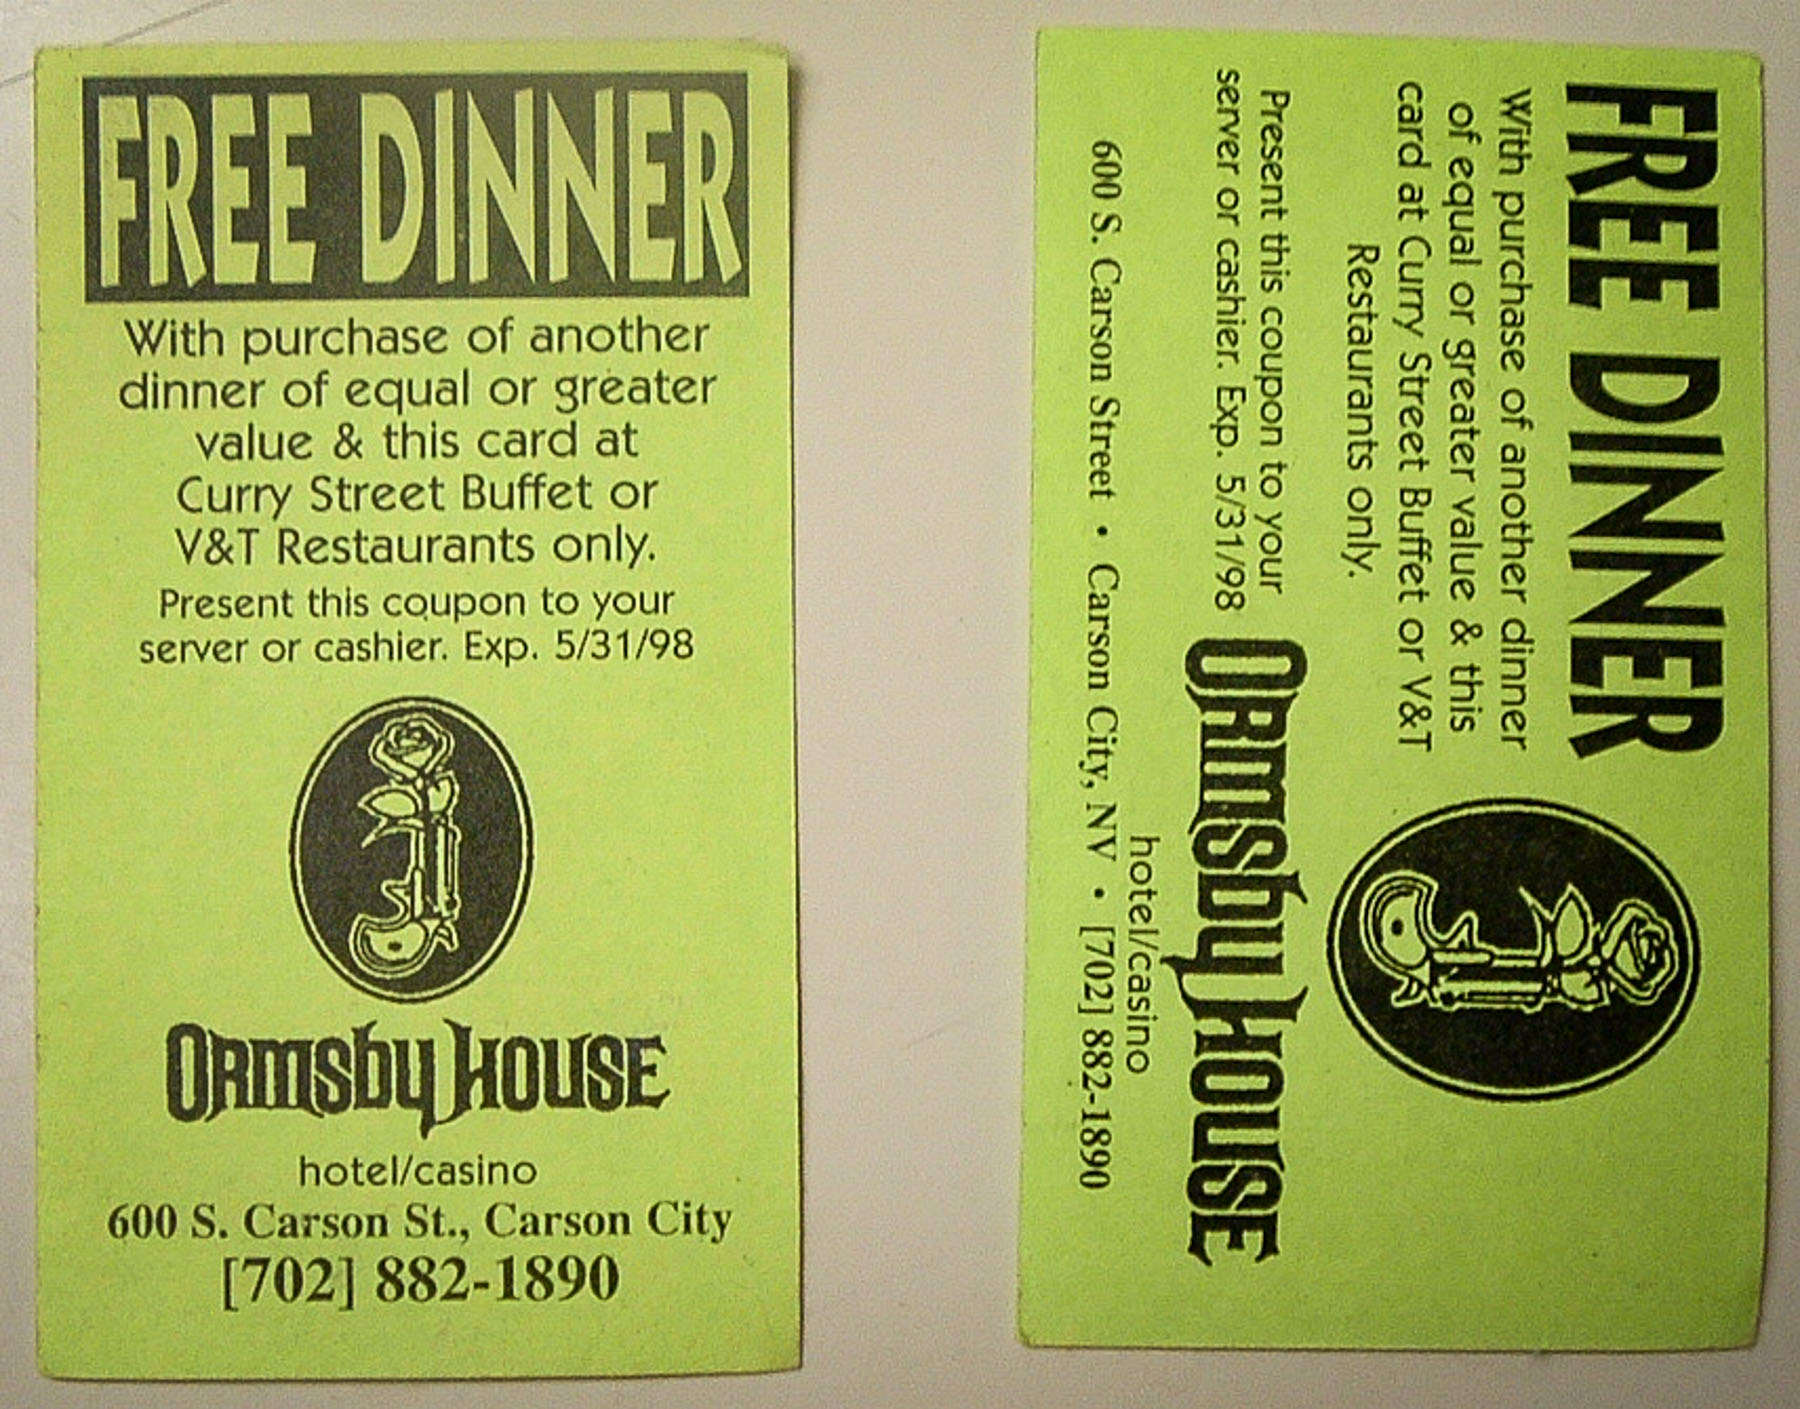 FREE DINNER
With purchase of another
dinner of equal or greater
value & this card at
Curry Street Buffet or
V&T Restaurants only.
Present this coupon to your
server or cashier. Exp. 5/31/98
Ormsby House
hotel/casino
600 S. Carson St., Carson City
[702] 882-1890
FREE DINNER
With purchase of another dinner
of equal or greater value & this
card at Curry Street Buffet or V&T
Restaurants only.
Present this coupon to your
server or cashier. Exp. 5/31/98
Ormsby House
hotel/casino
600 S. Carson Street • Carson City, NV • [702] 882-1890